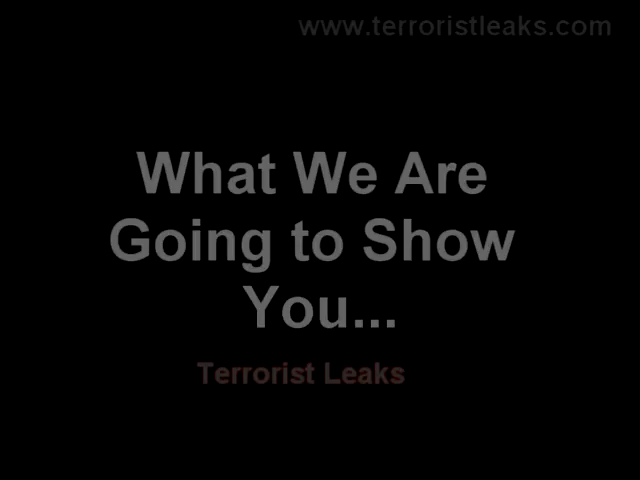 www.terroristleaks.com
What We Are
Going to Show
You...
Terrorist Leaks